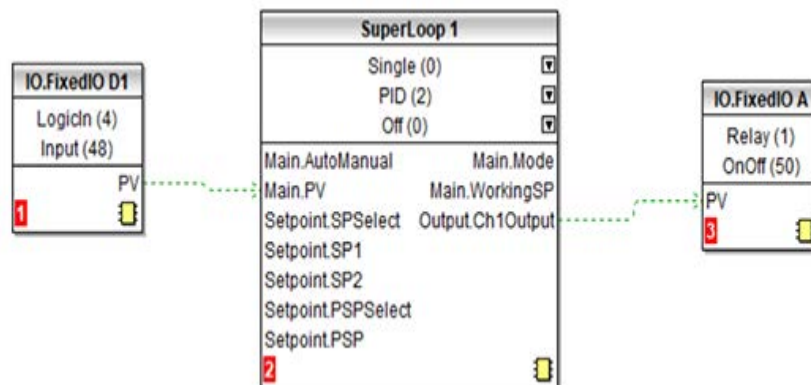 IO.FixedIO D1
LogicIn (4)
Input (48)
PV
1
SuperLoop 1
Single (0)
PID (2)
Off (0)
Main.AutoManual Main.Mode
Main.PV Main.WorkingSP
Setpoint.SPSelect Output.Ch1Output
Setpoint.SP1
Setpoint.SP2
Setpoint.PSPSelect
Setpoint.PSP
2
IO.FixedIO A
Relay (1)
OnOff (50)
PV
3